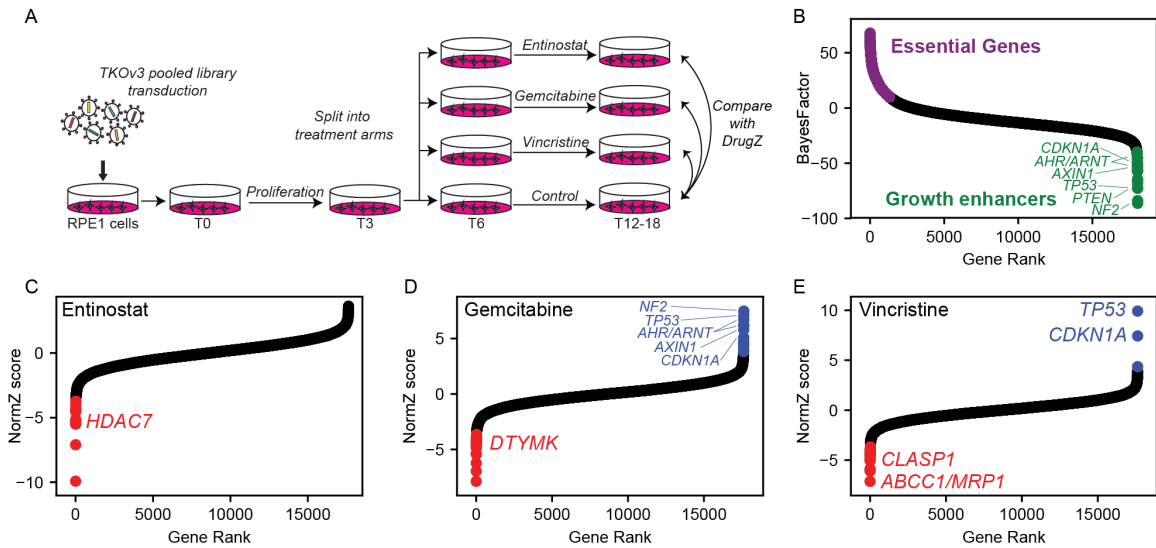 A
TKOv3 pooled library
transduction
RPE1 cells
T0
Proliferation
T3
Split into
treatment arms
Entinostat
Gemcitabine
Vincristine
Control
T6
T12-18
Compare
with
DrugZ
B
Essential Genes
BayesFactor
50
0
−50
−100
CDKN1A
AHR/ARNT
AXIN1
TP53
PTEN
NF2
Growth enhancers
0
5000
10000
15000
Gene Rank
C
Entinostat
NormZ score
0
−5
−10
HDAC7
0
5000
10000
15000
Gene Rank
D
Gemcitabine
NormZ score
5
0
−5
NF2
TP53
AHR/ARNT
AXIN1
CDKN1A
DTYMK
0
5000
10000
15000
Gene Rank
E
Vincristine
NormZ score
10
5
0
−5
TP53
CDKN1A
CLASP1
ABCC1/MRP1
0
5000
10000
15000
Gene Rank